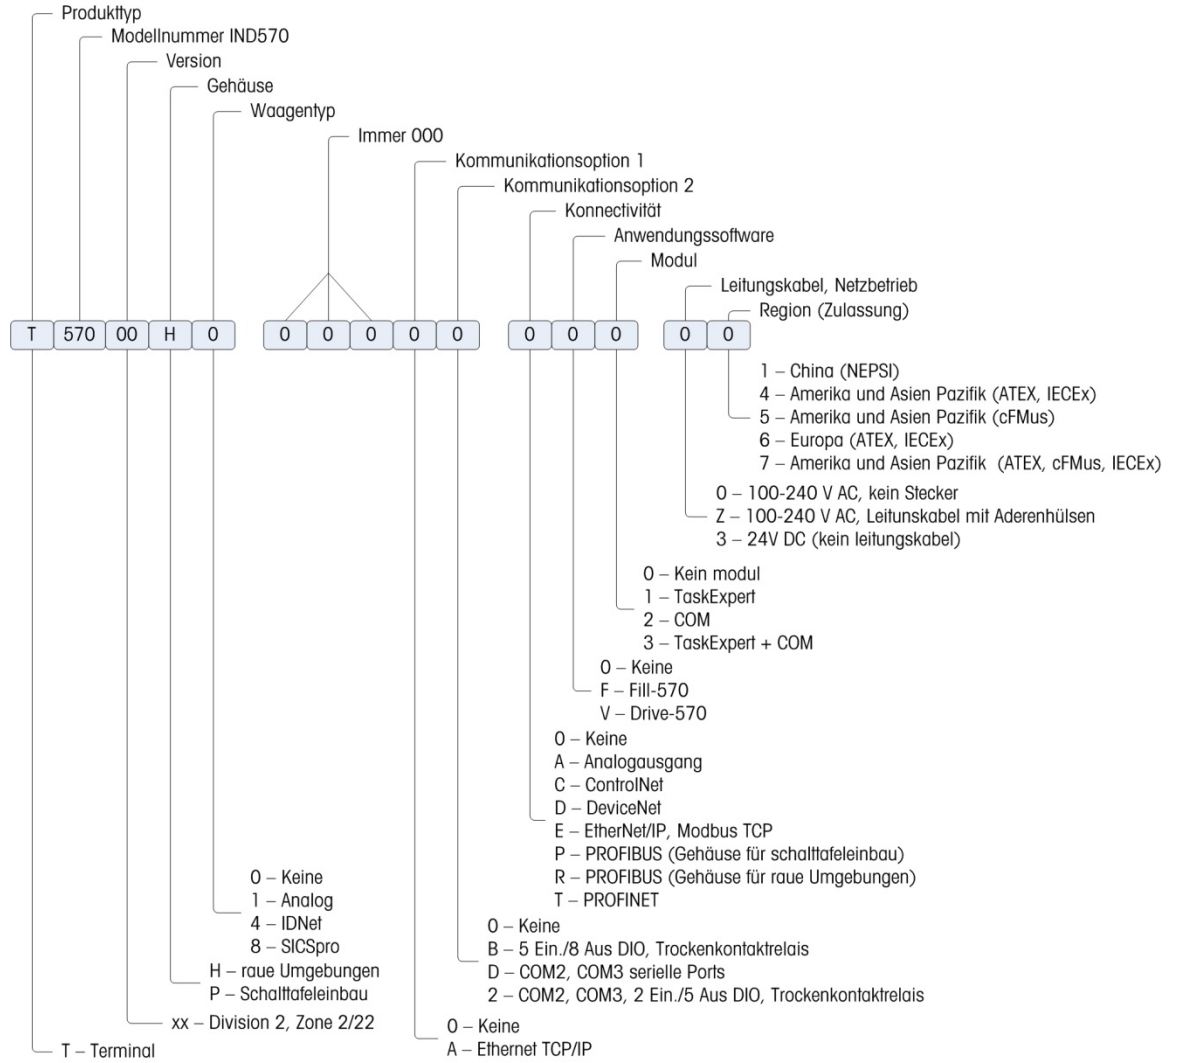 Produkttyp
Modellnummer IND570
Version
Gehäuse
Waagentyp
Immer 000
Kommunikationsoption 1
Kommunikationsoption 2
Konnectivität
Anwendungssoftware
Modul
Leitungskabel, Netzbetrieb
Region (Zulassung)
T 570 00 H 0 0 0 0 0 0 0 0 0 0 0
1 – China (NEPSI)
4 – Amerika und Asien Pazifik (ATEX, IECEx)
5 – Amerika und Asien Pazifik (cFMus)
6 – Europa (ATEX, IECEx)
7 – Amerika und Asien Pazifik (ATEX, cFMus, IECEx)
0 – 100-240 V AC, kein Stecker
Z – 100-240 V AC, Leitunskabel mit Aderenhülsen
3 – 24V DC (kein leitungskabel)
0 – Kein modul
1 – TaskExpert
2 – COM
3 – TaskExpert + COM
0 – Keine
F – Fill-570
V – Drive-570
0 – Keine
A – Analogausgang
C – ControlNet
D – DeviceNet
E – EtherNet/IP, Modbus TCP
P – PROFIBUS (Gehäuse für schalttafeleinbau)
R – PROFIBUS (Gehäuse für raue Umgebungen)
T – PROFINET
0 – Keine
1 – Analog
4 – IDNet
8 – SICSpro
0 – Keine
B – 5 Ein./8 Aus DIO, Trockenkontaktrelais
D – COM2, COM3 serielle Ports
2 – COM2, COM3, 2 Ein./5 Aus DIO, Trockenkontaktrelais
H – raue Umgebungen
P – Schalttafeleinbau
xx – Division 2, Zone 2/22
0 – Keine
A – Ethernet TCP/IP
T – Terminal